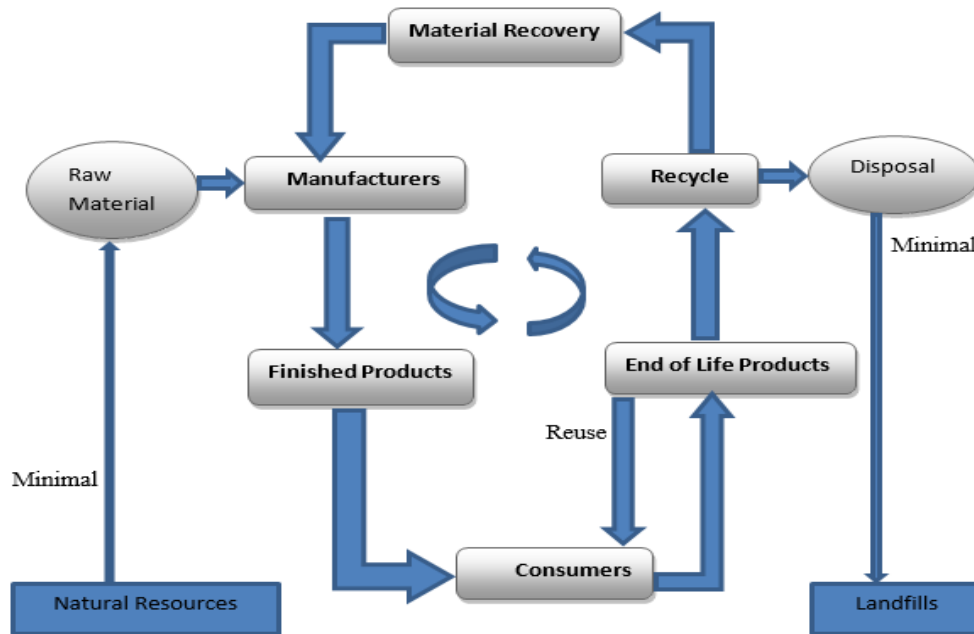 Material Recovery
Raw
Material
Manufacturers
Recycle
Disposal
Minimal
Finished Products
End of Life Products
Reuse
Minimal
Consumers
Natural Resources
Landfills